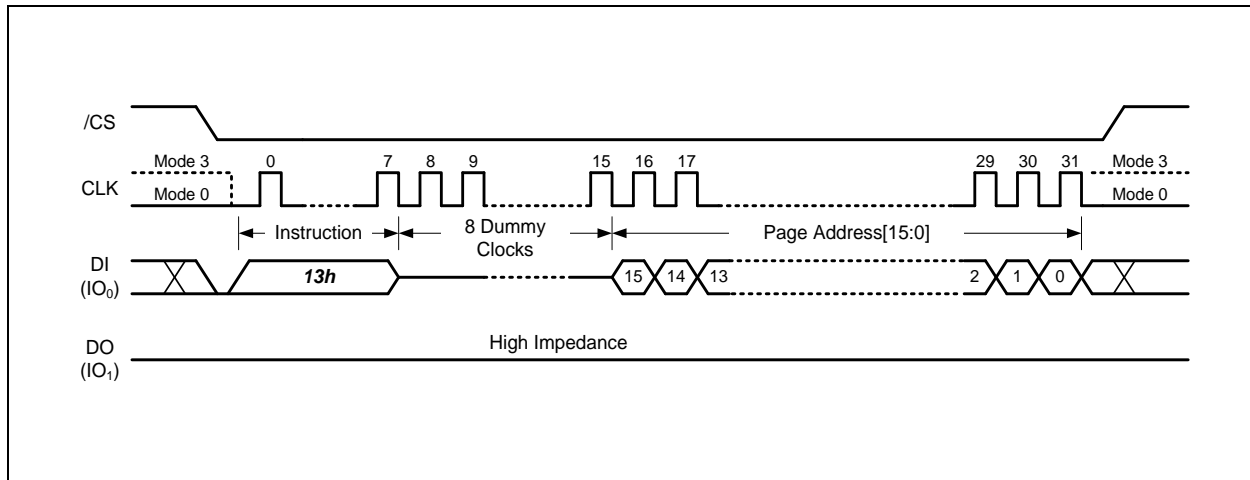 /CS
Mode 3 0 7 8 9 15 16 17 29 30 31 Mode 3
CLK
Mode 0 Mode 0
Instruction 8 Dummy Clocks Page Address[15:0]
DI
(IO₀)
13h 15 14 13 2 1 0
High Impedance
DO
(IO₁)